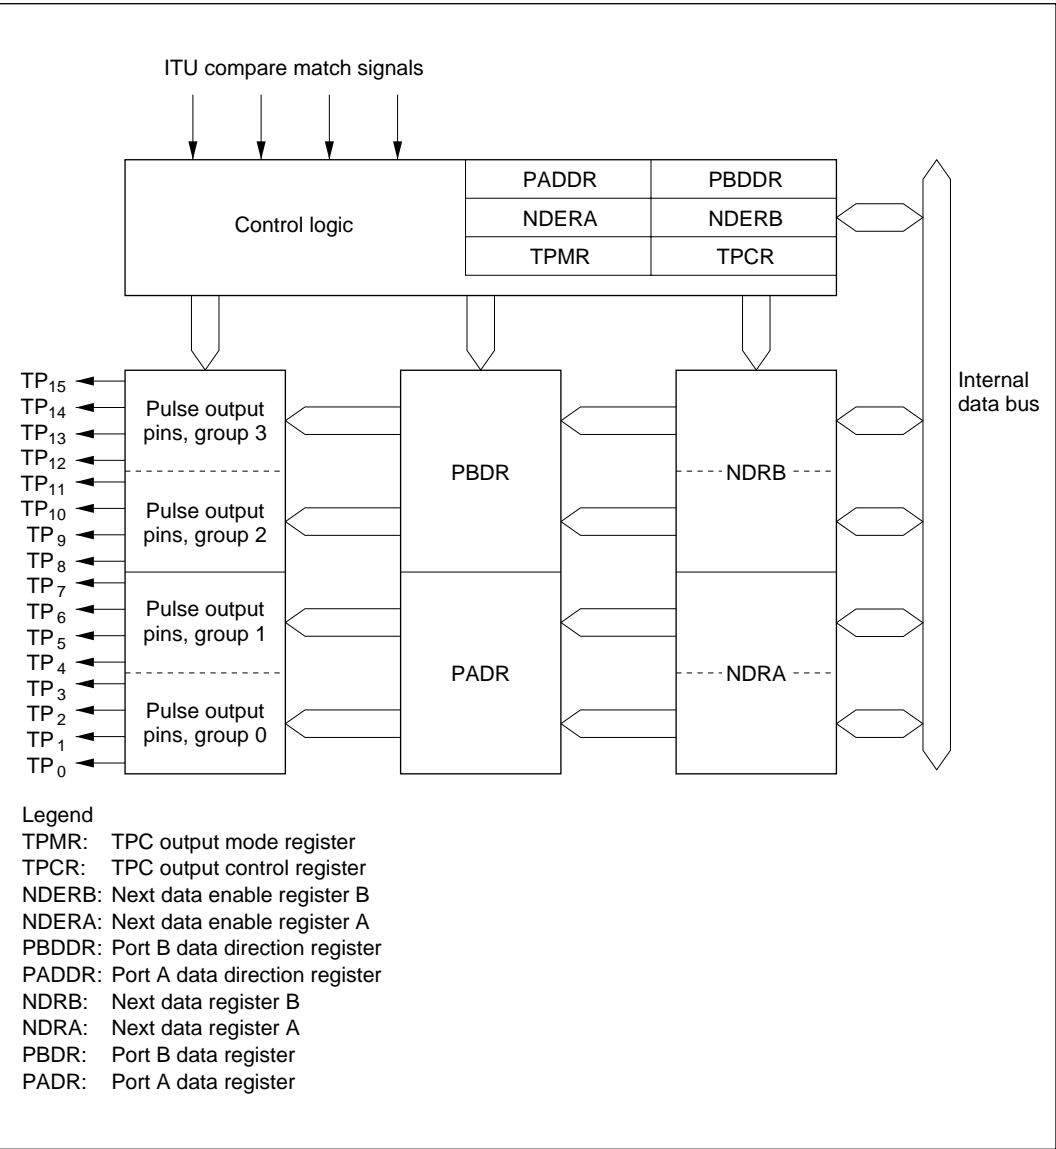 ITU compare match signals
PADDR PBDDR
Control logic NDERA NDERB
TPMR TPCR
Internal
data bus
TP15
TP14
TP13
TP12
TP11
TP10
TP9
TP8
TP7
TP6
TP5
TP4
TP3
TP2
TP1
TP0
Pulse output
pins, group 3
Pulse output
pins, group 2
Pulse output
pins, group 1
Pulse output
pins, group 0
PBDR
PADR
NDRB
NDRA
Legend
TPMR: TPC output mode register
TPCR: TPC output control register
NDERB: Next data enable register B
NDERA: Next data enable register A
PBDDR: Port B data direction register
PADDR: Port A data direction register
NDRB: Next data register B
NDRA: Next data register A
PBDR: Port B data register
PADR: Port A data register